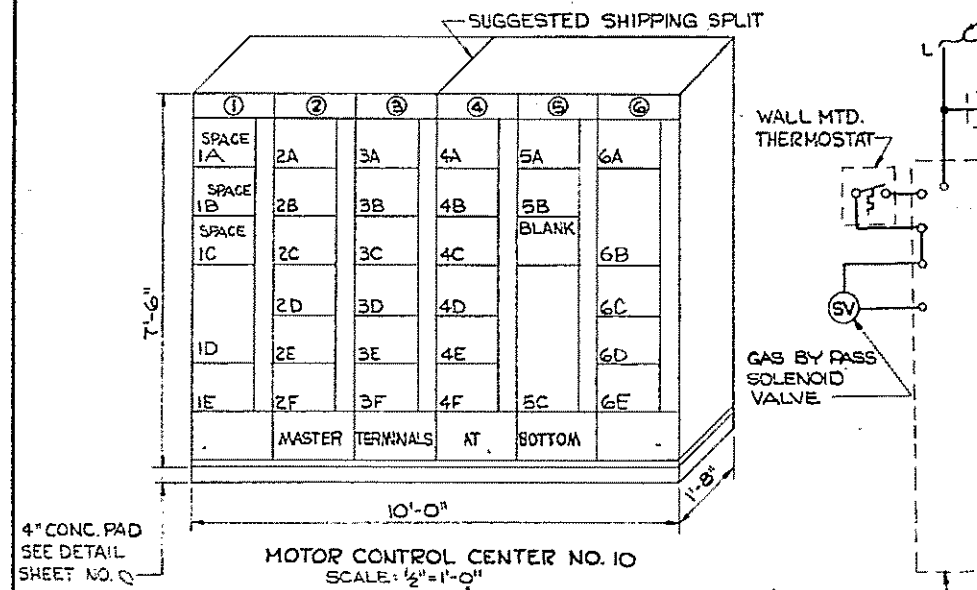 SUGGESTED SHIPPING SPLIT
① ② ③ ④ ⑤ ⑥
SPACE
1A 2A 3A 4A 5A 6A
SPACE
1B 2B 3B 4B 5B
SPACE BLANK
1C 2C 3C 4C 6B
2D 3D 4D 6C
1D 2E 3E 4E 6D
1E 2F 3F 4F 5C 6E
MASTER TERMINALS AT BOTTOM
7'-6"
10'-0"
1'-8"
4" CONC. PAD
SEE DETAIL
SHEET NO.
MOTOR CONTROL CENTER NO. 10
SCALE: 1/2" = 1'-0"
L
WALL MTD.
THERMOSTAT
SV
GAS BY PASS
SOLENOID
VALVE